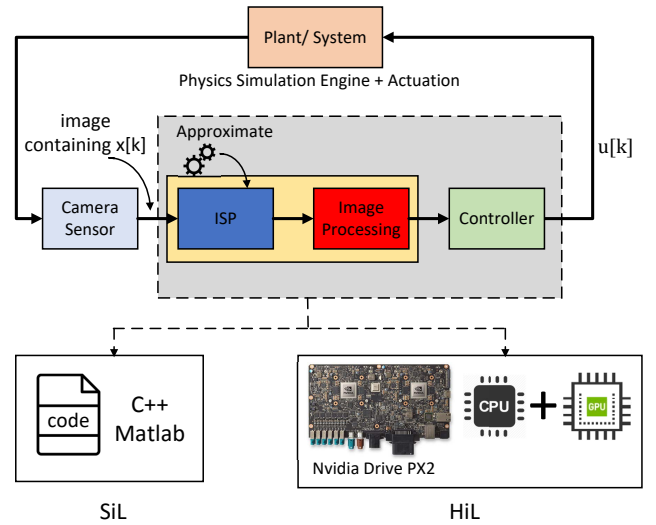 Plant/ System
Physics Simulation Engine + Actuation
image
containing x[k]
Approximate
u[k]
Camera
Sensor
ISP
Image
Processing
Controller
code
C++
Matlab
CPU
+
GPU
Nvidia Drive PX2
SiL
HiL